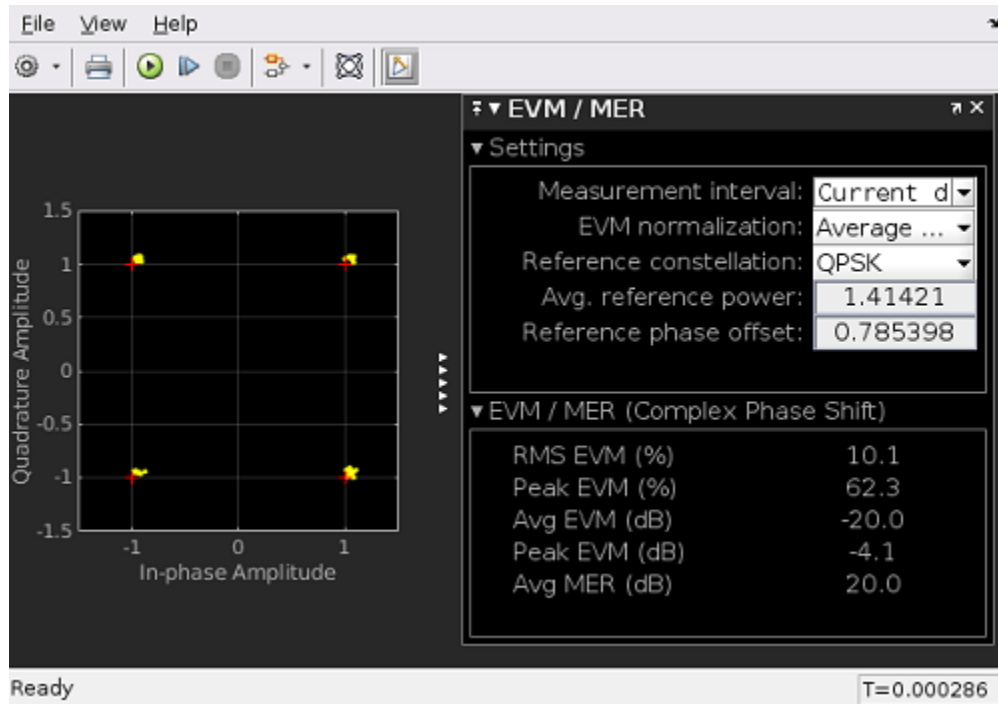 File View Help
EVM / MER
Settings
Measurement interval: Current d
EVM normalization: Average ...
Reference constellation: QPSK
Avg. reference power: 1.41421
Reference phase offset: 0.785398
EVM / MER (Complex Phase Shift)
RMS EVM (%) 10.1
Peak EVM (%) 62.3
Avg EVM (dB) -20.0
Peak EVM (dB) -4.1
Avg MER (dB) 20.0
Quadrature Amplitude
1.5
1
0.5
0
-0.5
-1
-1.5
-1 0 1
In-phase Amplitude
Ready T=0.000286